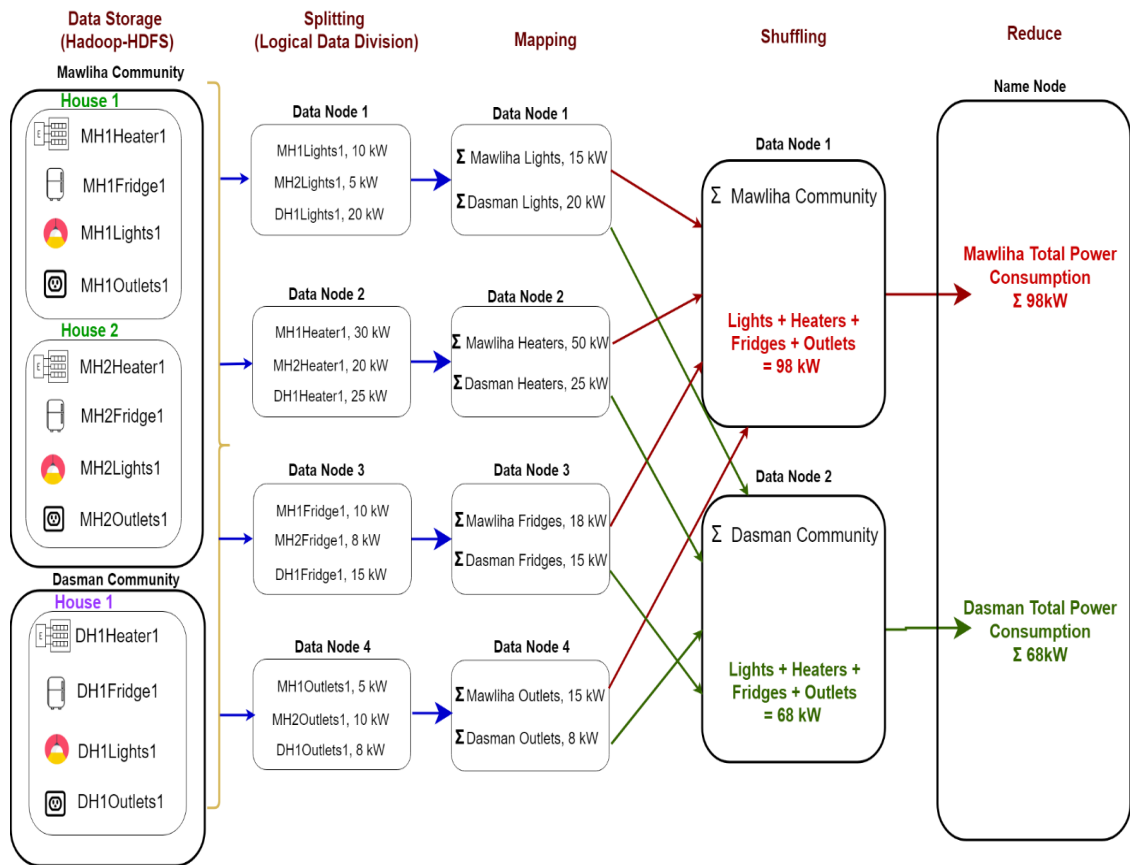 Data Storage
(Hadoop-HDFS)
Splitting
(Logical Data Division)
Mapping
Shuffling
Reduce
Mawliha Community
House 1
E
MH1Heater1
MH1Fridge1
MH1Lights1
MH1Outlets1
House 2
E
MH2Heater1
MH2Fridge1
MH2Lights1
MH2Outlets1
Dasman Community
House 1
E
DH1Heater1
DH1Fridge1
DH1Lights1
DH1Outlets1
Data Node 1
MH1Lights1, 10 kW
MH2Lights1, 5 kW
DH1Lights1, 20 kW
Data Node 2
MH1Heater1, 30 kW
MH2Heater1, 20 kW
DH1Heater1, 25 kW
Data Node 3
MH1Fridge1, 10 kW
MH2Fridge1, 8 kW
DH1Fridge1, 15 kW
Data Node 4
MH1Outlets1, 5 kW
MH2Outlets1, 10 kW
DH1Outlets1, 8 kW
Data Node 1
Σ Mawliha Lights, 15 kW
Σ Dasman Lights, 20 kW
Data Node 2
Σ Mawliha Heaters, 50 kW
Σ Dasman Heaters, 25 kW
Data Node 3
Σ Mawliha Fridges, 18 kW
Σ Dasman Fridges, 15 kW
Data Node 4
Σ Mawliha Outlets, 15 kW
Σ Dasman Outlets, 8 kW
Data Node 1
Σ Mawliha Community
Lights + Heaters +
Fridges + Outlets
= 98 kW
Data Node 2
Σ Dasman Community
Lights + Heaters +
Fridges + Outlets
= 68 kW
Name Node
Mawliha Total Power
Consumption
Σ 98kW
Dasman Total Power
Consumption
Σ 68kW